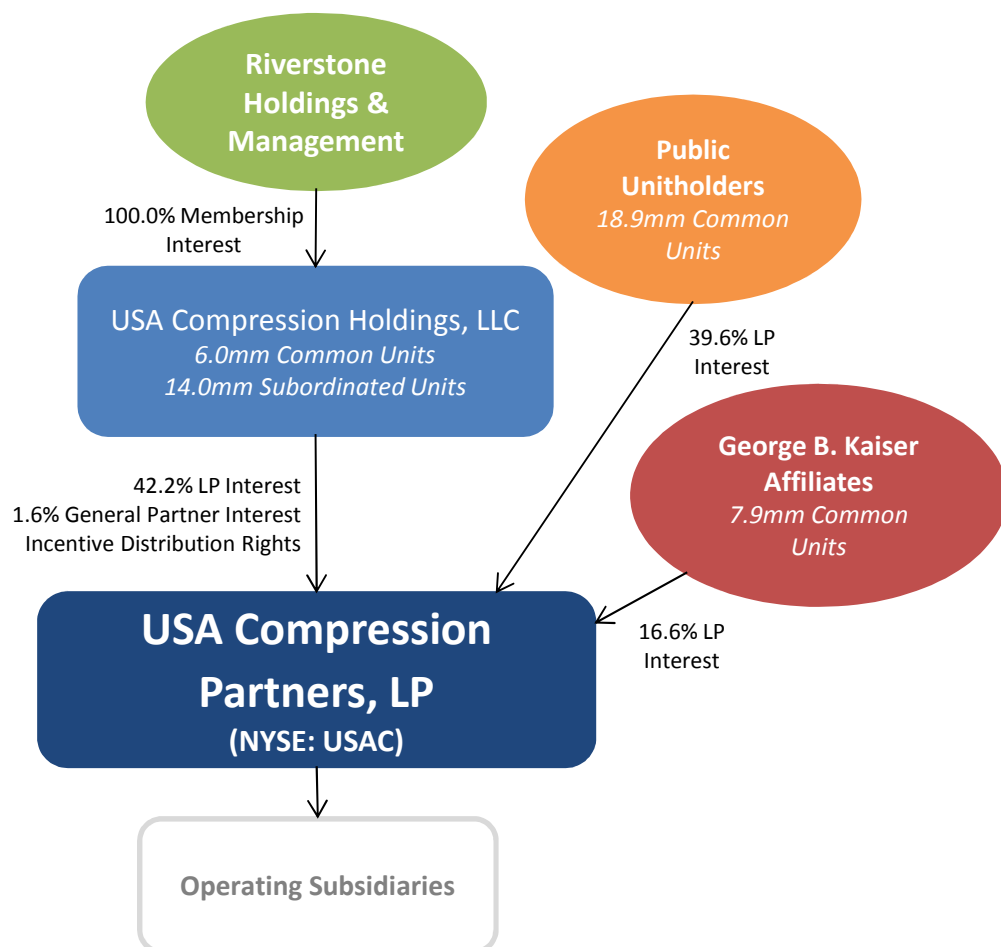 Riverstone
Holdings &
Management
Public
Unitholders
18.9mm Common
Units
100.0% Membership
Interest
USA Compression Holdings, LLC
6.0mm Common Units
14.0mm Subordinated Units
39.6% LP
Interest
George B. Kaiser
Affiliates
7.9mm Common
Units
42.2% LP Interest
1.6% General Partner Interest
Incentive Distribution Rights
16.6% LP
Interest
USA Compression
Partners, LP
(NYSE: USAC)
Operating Subsidiaries